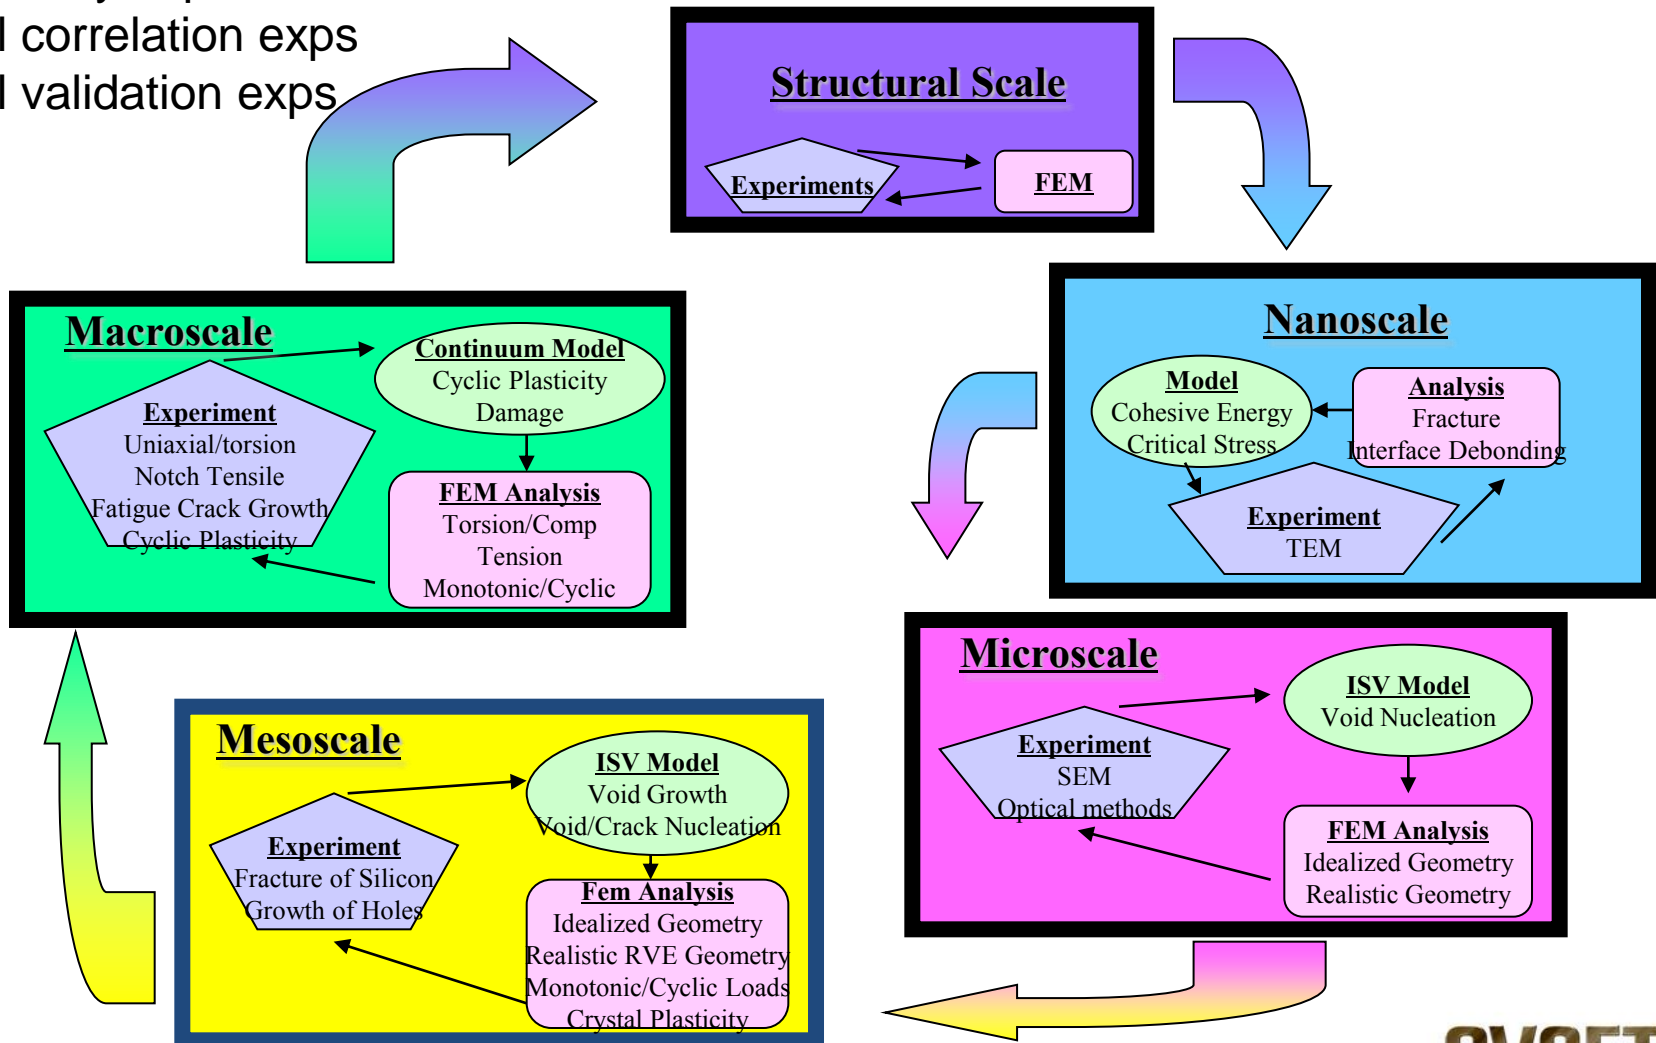 correlation exps
validation exps
Structural Scale
Experiments
FEM
Macroscale
Continuum Model
Cyclic Plasticity
Damage
Experiment
Uniaxial/torsion
Notch Tensile
Fatigue Crack Growth
Cyclic Plasticity
FEM Analysis
Torsion/Comp
Tension
Monotonic/Cyclic
Nanoscale
Model
Cohesive Energy
Critical Stress
Analysis
Fracture
Interface Debonding
Experiment
TEM
Microscale
ISV Model
Void Nucleation
Experiment
SEM
Optical methods
FEM Analysis
Idealized Geometry
Realistic Geometry
Mesoscale
ISV Model
Void Growth
Void/Crack Nucleation
Experiment
Fracture of Silicon
Growth of Holes
Fem Analysis
Idealized Geometry
Realistic RVE Geometry
Monotonic/Cyclic Loads
Crystal Plasticity